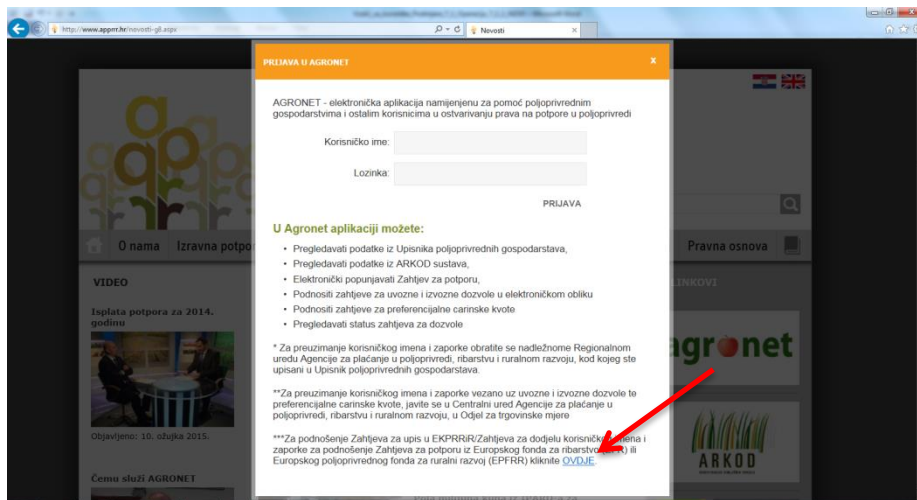 http://www.apprrr.hr/novosti-gll.aspx
Novosti
PRIJAVA U AGRONET
x
AGRONET - elektronička aplikacija namijenjenu za pomoć poljoprivrednim
gospodarstvima i ostalim korisnicima u ostvarivanju prava na potpore u poljoprivredi
Korisničko ime:
Lozinka:
PRIJAVA
U Agronet aplikaciji možete:
• Pregledavati podatke iz Upisnika poljoprivrednih gospodarstava,
• Pregledavati podatke iz ARKOD sustava,
• Elektronički popunjavati Zahtjev za potporu,
• Podnositi zahtjeve za uvozne i izvozne dozvole u elektroničkom obliku
• Podnositi zahtjeve za preferencijalne carinske kvote
• Pregledavati status zahtjeva za dozvole
* Za preuzimanje korisničkog imena i zaporke obratite se nadležnome Regionalnom
uredu Agencije za plaćanje u poljoprivredi, ribarstvu i ruralnom razvoju, kod kojeg ste
upisani u Upisnik poljoprivrednih gospodarstava.
**Za preuzimanje korisničkog imena i zaporke vezano uz uvozne i izvozne dozvole te
preferencijalne carinske kvote, javite se u Centralni ured Agencije za plaćanje u
poljoprivredi, ribarstvu i ruralnom razvoju, u Odjel za trgovinske mjere
***Za podnošenje Zahtjeva za upis u EKPRRiR/Zahtjeva za dodjelu korisničkog imena i
zaporke za podnošenje Zahtjeva za potporu iz Europskog fonda za ribarstvo ili
Europskog poljoprivrednog fonda za ruralni razvoj (EPFRR) kliknite OVDJE.
O nama Izravna potpo
Pravna osnova
VIDEO
LINKOVI
Isplata potpora za 2014.
godinu
Objavljeno: 10. ožujka 2015.
Čemu služi AGRONET
agronet
ARKOD